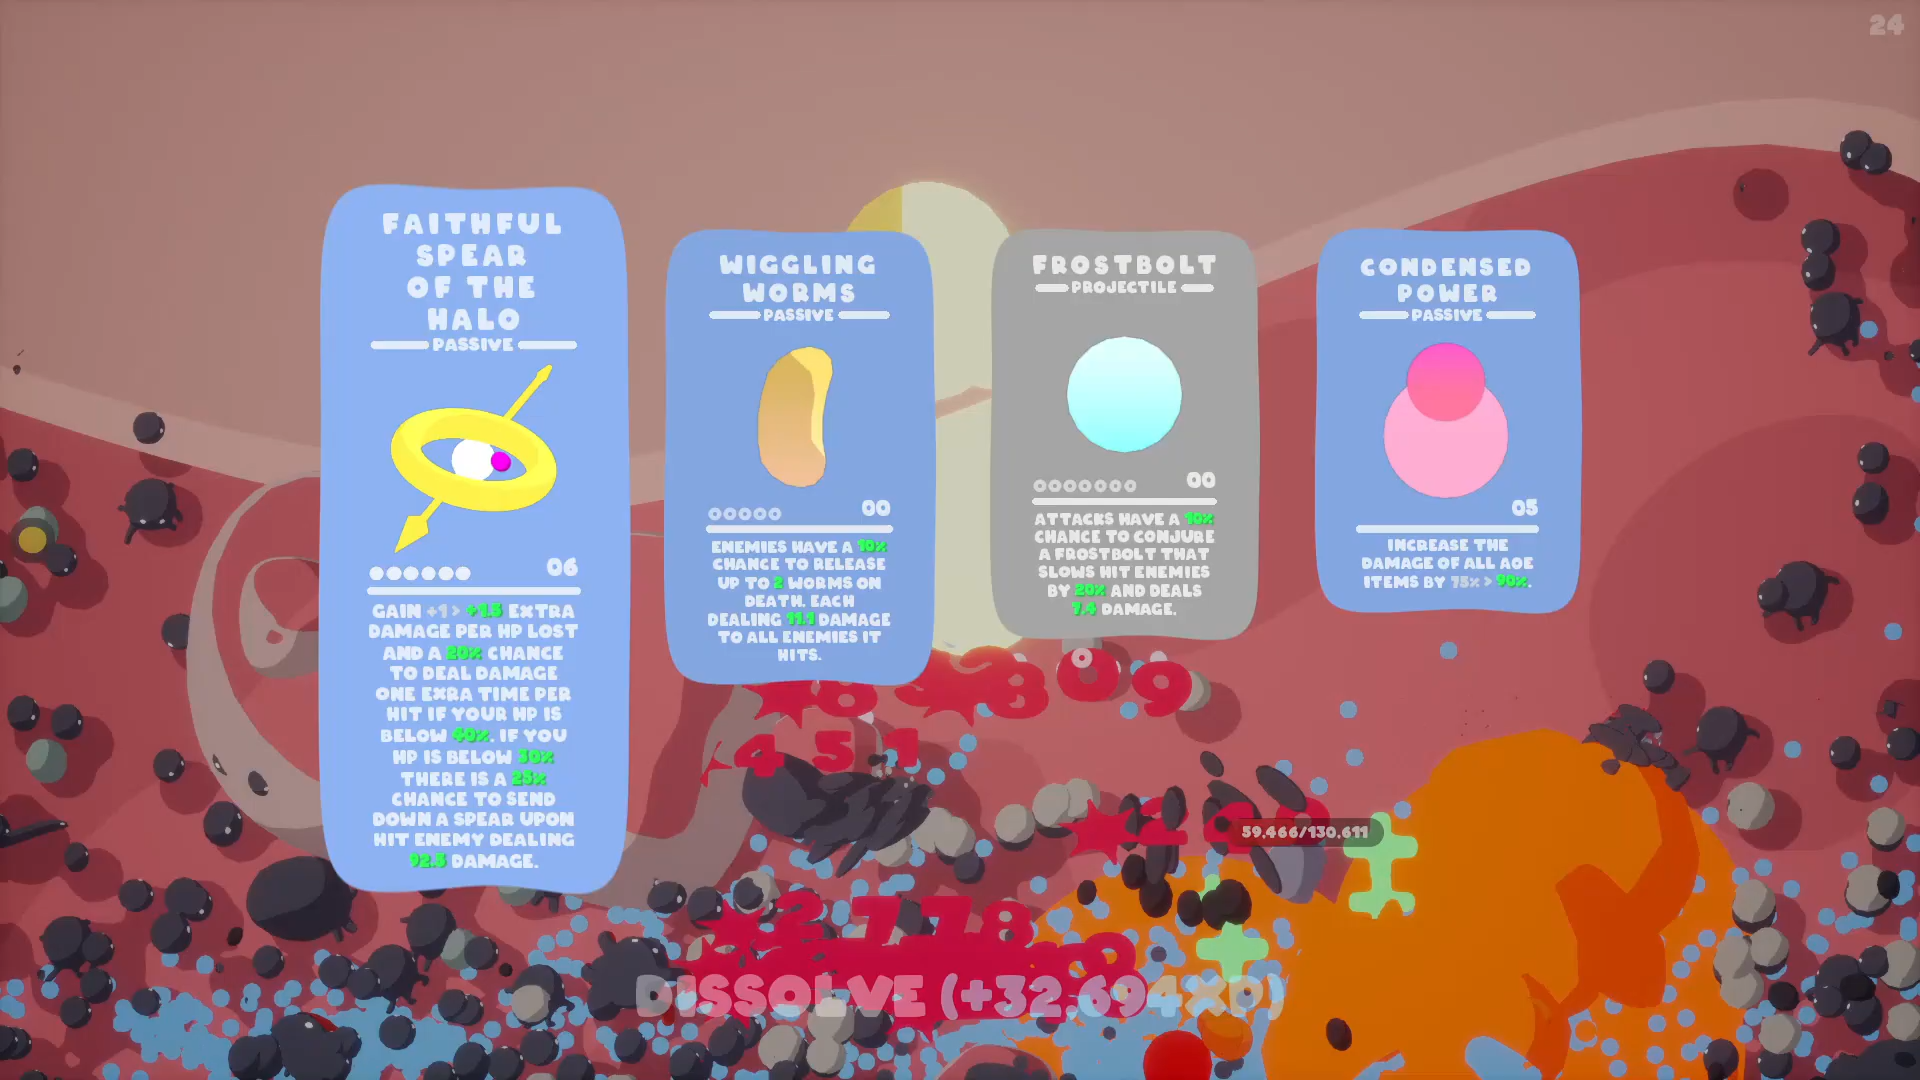 24
FAITHFUL
SPEAR
OF THE
HALO
PASSIVE
06
GAIN +1 > +1.5 EXTRA
DAMAGE PER HP LOST
AND A 20% CHANCE
TO DEAL DAMAGE
ONE EXRA TIME PER
HIT IF YOUR HP IS
BELOW 40%. IF YOU
HP IS BELOW 30%
THERE IS A 25%
CHANCE TO SEND
DOWN A SPEAR UPON
HIT ENEMY DEALING
92.5 DAMAGE.
WIGGLING
WORMS
PASSIVE
00
ENEMIES HAVE A 10%
CHANCE TO RELEASE
UP TO 2 WORMS ON
DEATH. EACH
DEALING 11.1 DAMAGE
TO ALL ENEMIES IT
HITS.
FROSTBOLT
PROJECTILE
00
ATTACKS HAVE A 10%
CHANCE TO CONJURE
A FROSTBOLT THAT
SLOWS HIT ENEMIES
BY 20% AND DEALS
7.4 DAMAGE.
CONDENSED
POWER
PASSIVE
05
INCREASE THE
DAMAGE OF ALL AOE
ITEMS BY 75% > 90%.
451
59.466/130.611
2778
DISSOLVE (+32.694XP)